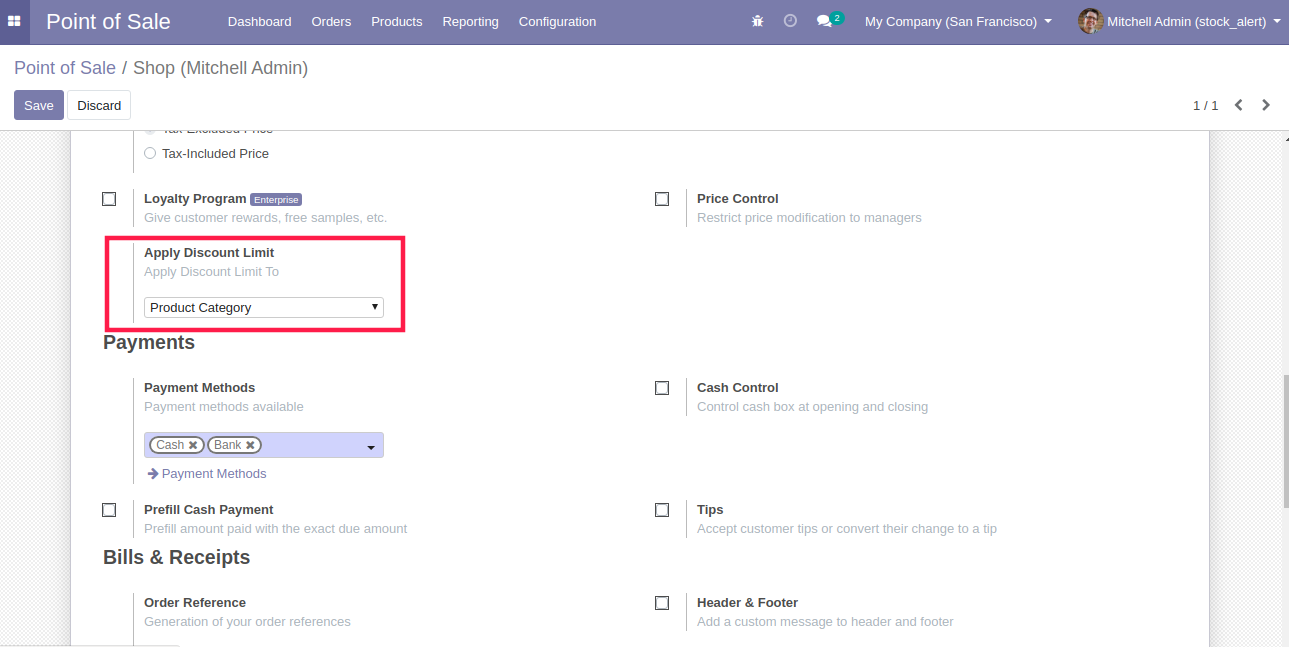 Point of Sale Dashboard Orders Products Reporting Configuration 2 My Company (San Francisco) Mitchell Admin (stock_alert)
Point of Sale / Shop (Mitchell Admin)
Save Discard 1 / 1
Tax-Excluded Price
Tax-Included Price
Loyalty Program Enterprise
Give customer rewards, free samples, etc.
Price Control
Restrict price modification to managers
Apply Discount Limit
Apply Discount Limit To
Product Category
Payments
Payment Methods
Payment methods available
Cash Bank
Payment Methods
Cash Control
Control cash box at opening and closing
Prefill Cash Payment
Prefill amount paid with the exact due amount
Tips
Accept customer tips or convert their change to a tip
Bills & Receipts
Order Reference
Generation of your order references
Header & Footer
Add a custom message to header and footer